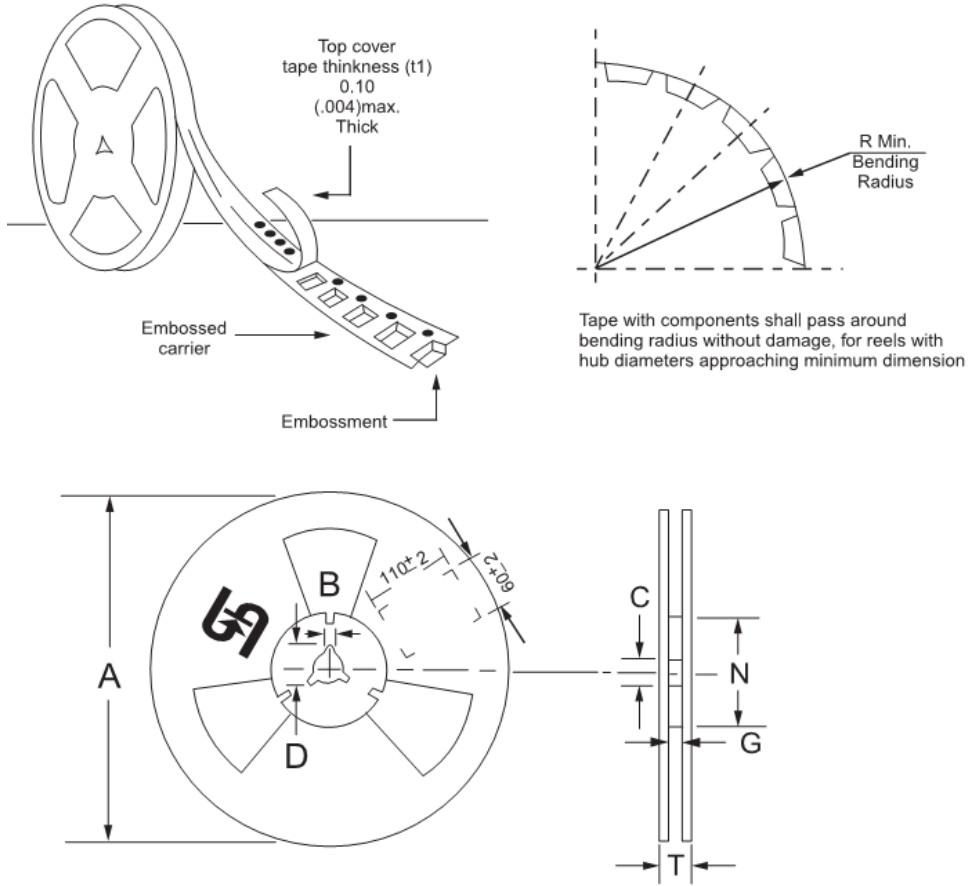 Top cover
tape thinkness (t1)
0.10
(.004)max.
Thick
R Min.
Bending
Radius
Embossed
carrier
Embossment
Tape with components shall pass around
bending radius without damage, for reels with
hub diameters approaching minimum dimension
A
B
D
110±2
60±2
C
N
G
T